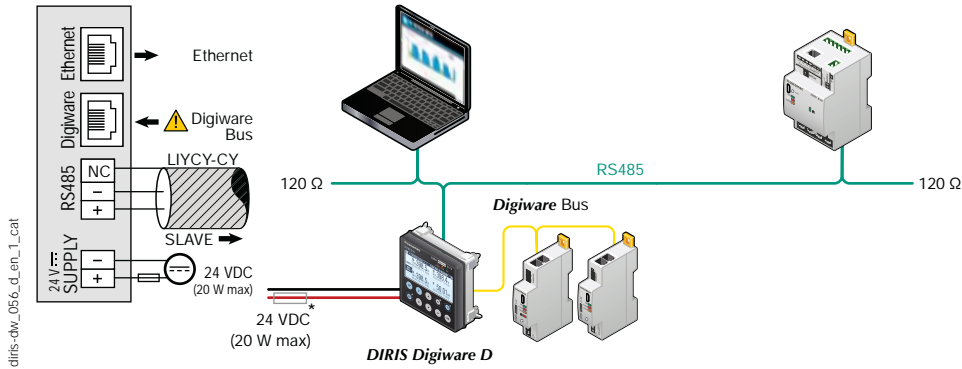 Ethernet
Ethernet
Digiware
Digiware
Bus
RS485
NC
−
+
LIYCY-CY
SLAVE
24 V
SUPPLY
−
+
24 VDC
(20 W max)
diris-dw_056_d_en_1_cat
120 Ω
RS485
120 Ω
Digiware Bus
*
24 VDC
(20 W max)
DIRIS Digiware D